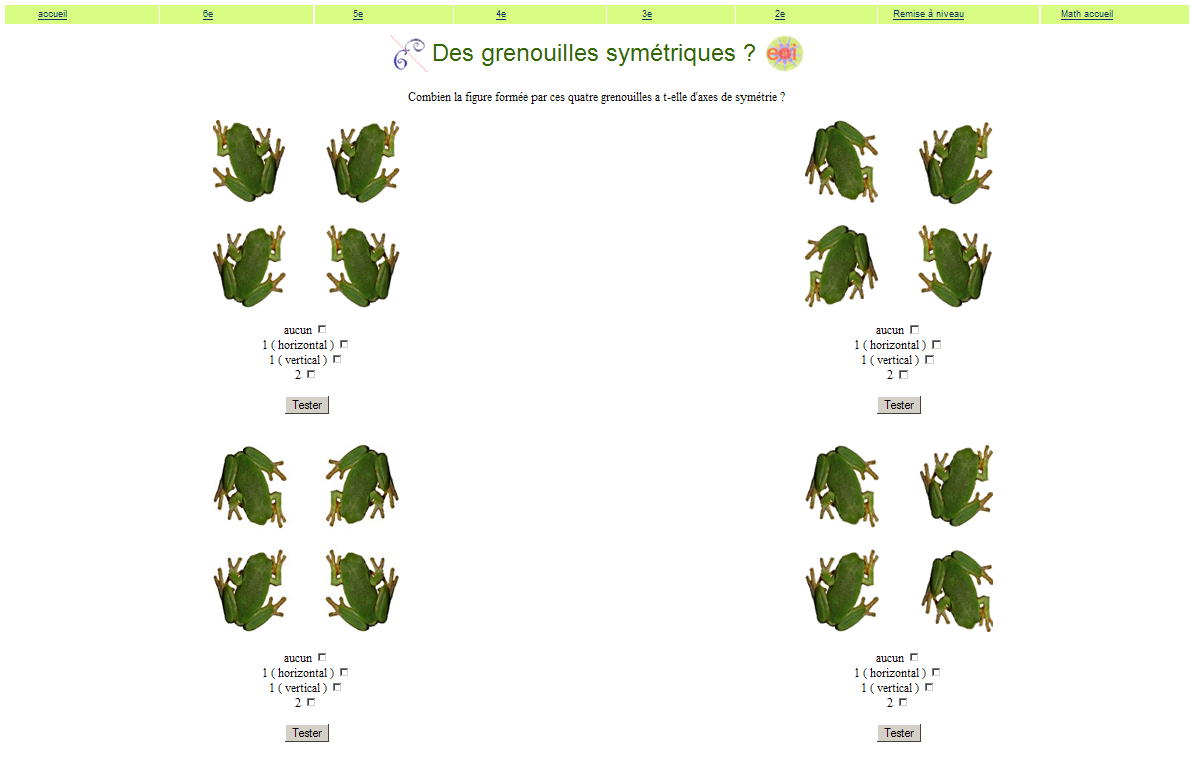 accueil 6e 5e 4e 3e 2e Remise à niveau Math accueil
Des grenouilles symétriques ? eoi
Combien la figure formée par ces quatre grenouilles a t-elle d'axes de symétrie ?
aucun
1 ( horizontal )
1 ( vertical )
2
Tester
aucun
1 ( horizontal )
1 ( vertical )
2
Tester
aucun
1 ( horizontal )
1 ( vertical )
2
Tester
aucun
1 ( horizontal )
1 ( vertical )
2
Tester